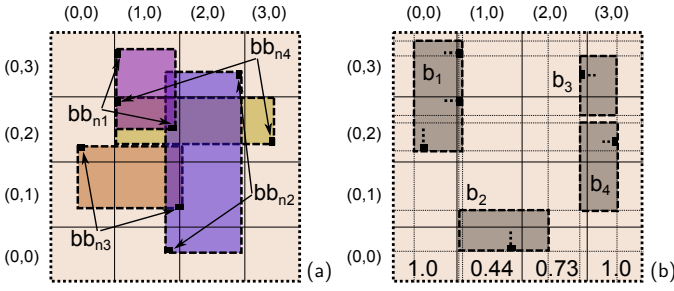 (0,0) (1,0) (2,0) (3,0)
(0,3)
(0,2)
(0,1)
(0,0)
bb_n4
bb_n1
bb_n2
bb_n3
(a)
(0,0) (1,0) (2,0) (3,0)
(0,3)
(0,2)
(0,1)
(0,0)
b_1
b_3
b_4
b_2
1.0 0.44 0.73 1.0
(b)